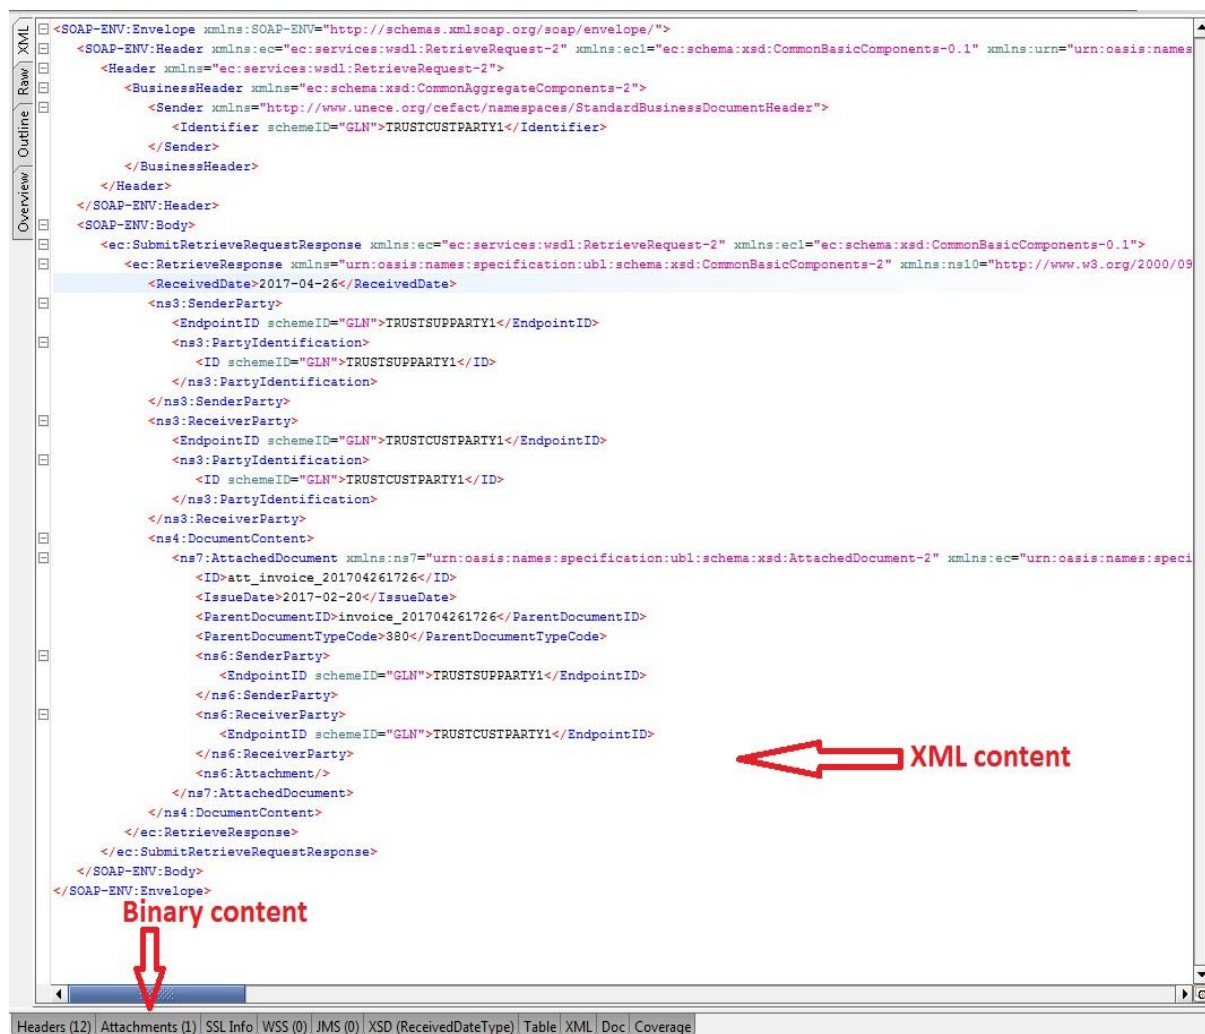 XML
Raw
Outline
Overview
<SOAP-ENV:Envelope xmlns:SOAP-ENV="http://schemas.xmlsoap.org/soap/envelope/">
<SOAP-ENV:Header xmlns:ec="ec:services:wsdl:RetrieveRequest-2" xmlns:ec1="ec:schema:xsd:CommonBasicComponents-0.1" xmlns:urn="urn:oasis:names
<Header xmlns="ec:services:wsdl:RetrieveRequest-2">
<BusinessHeader xmlns="ec:schema:xsd:CommonAggregateComponents-2">
<Sender xmlns="http://www.unece.org/cefact/namespaces/StandardBusinessDocumentHeader">
<Identifier schemeID="GLN">TRUSTCUSTPARTY1</Identifier>
</Sender>
</BusinessHeader>
</Header>
</SOAP-ENV:Header>
<SOAP-ENV:Body>
<ec:SubmitRetrieveRequestResponse xmlns:ec="ec:services:wsdl:RetrieveRequest-2" xmlns:ec1="ec:schema:xsd:CommonBasicComponents-0.1">
<ec:RetrieveResponse xmlns="urn:oasis:names:specification:ubl:schema:xsd:CommonBasicComponents-2" xmlns:ns10="http://www.w3.org/2000/09
<ReceivedDate>2017-04-26</ReceivedDate>
<ns3:SenderParty>
<EndpointID schemeID="GLN">TRUSTSUPPARTY1</EndpointID>
<ns3:PartyIdentification>
<ID schemeID="GLN">TRUSTSUPPARTY1</ID>
</ns3:PartyIdentification>
</ns3:SenderParty>
<ns3:ReceiverParty>
<EndpointID schemeID="GLN">TRUSTCUSTPARTY1</EndpointID>
<ns3:PartyIdentification>
<ID schemeID="GLN">TRUSTCUSTPARTY1</ID>
</ns3:PartyIdentification>
</ns3:ReceiverParty>
<ns4:DocumentContent>
<ns7:AttachedDocument xmlns:ns7="urn:oasis:names:specification:ubl:schema:xsd:AttachedDocument-2" xmlns:ec="urn:oasis:names:speci
<ID>att_invoice_201704261726</ID>
<IssueDate>2017-02-20</IssueDate>
<ParentDocumentID>invoice_201704261726</ParentDocumentID>
<ParentDocumentTypeCode>380</ParentDocumentTypeCode>
<ns6:SenderParty>
<EndpointID schemeID="GLN">TRUSTSUPPARTY1</EndpointID>
</ns6:SenderParty>
<ns6:ReceiverParty>
<EndpointID schemeID="GLN">TRUSTCUSTPARTY1</EndpointID>
</ns6:ReceiverParty>
XML content
<ns6:Attachment/>
</ns7:AttachedDocument>
</ns4:DocumentContent>
</ec:RetrieveResponse>
</ec:SubmitRetrieveRequestResponse>
</SOAP-ENV:Body>
</SOAP-ENV:Envelope>
Binary content
Headers (12) Attachments (1) SSL Info WSS (0) JMS (0) XSD (ReceivedDateType) Table XML Doc Coverage